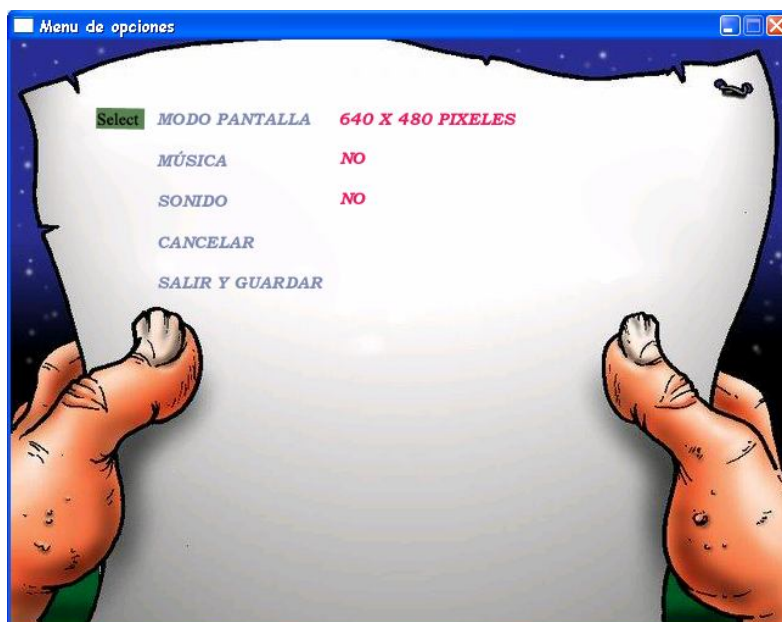 Menu de opciones
Select MODO PANTALLA 640 X 480 PIXELES
MÚSICA NO
SONIDO NO
CANCELAR
SALIR Y GUARDAR